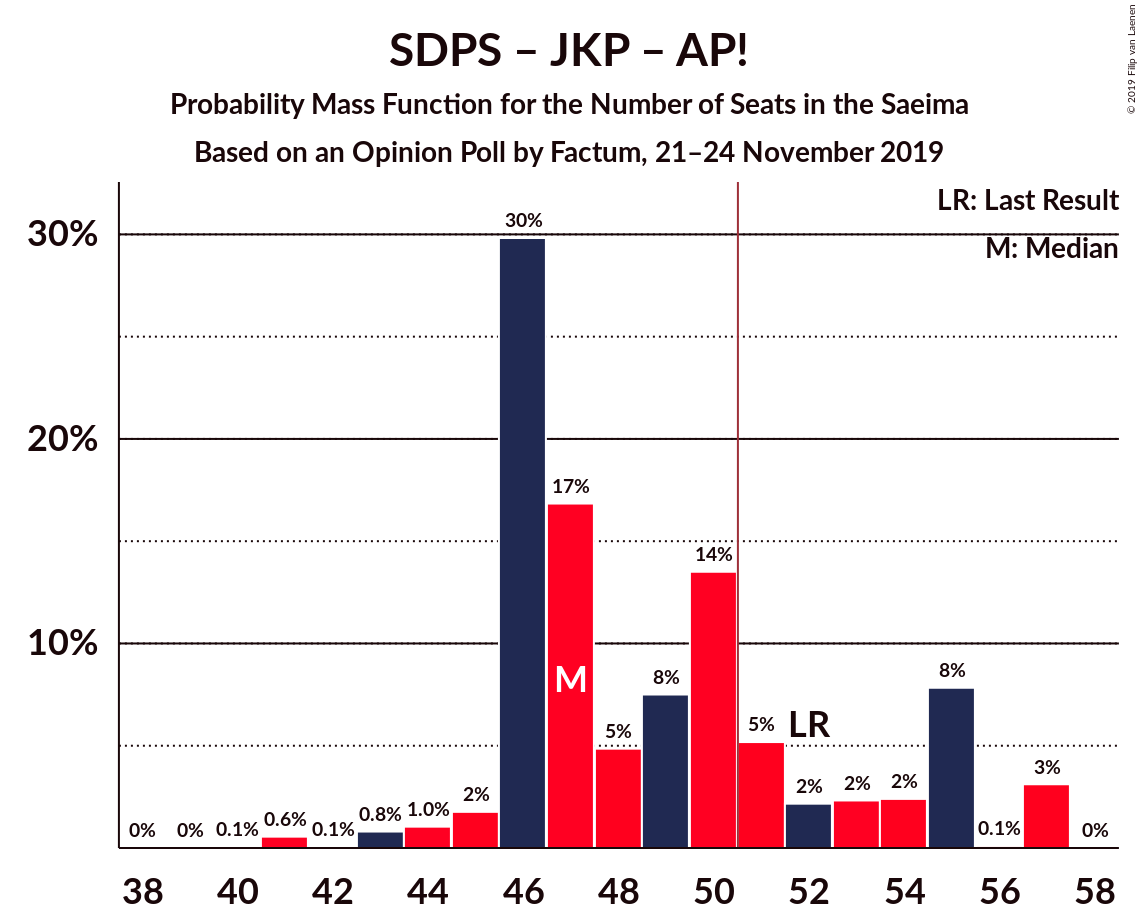 SDPS – JKP – AP!
Probability Mass Function for the Number of Seats in the Saeima
Based on an Opinion Poll by Factum, 21–24 November 2019
© 2019 Filip van Laenen
LR: Last Result
M: Median
30%
20%
10%
0%
0%
0.1%
0.6%
0.1%
0.8%
1.0%
2%
30%
17%
5%
8%
14%
5%
2%
2%
2%
8%
0.1%
3%
0%
M
LR
38 40 42 44 46 48 50 52 54 56 58